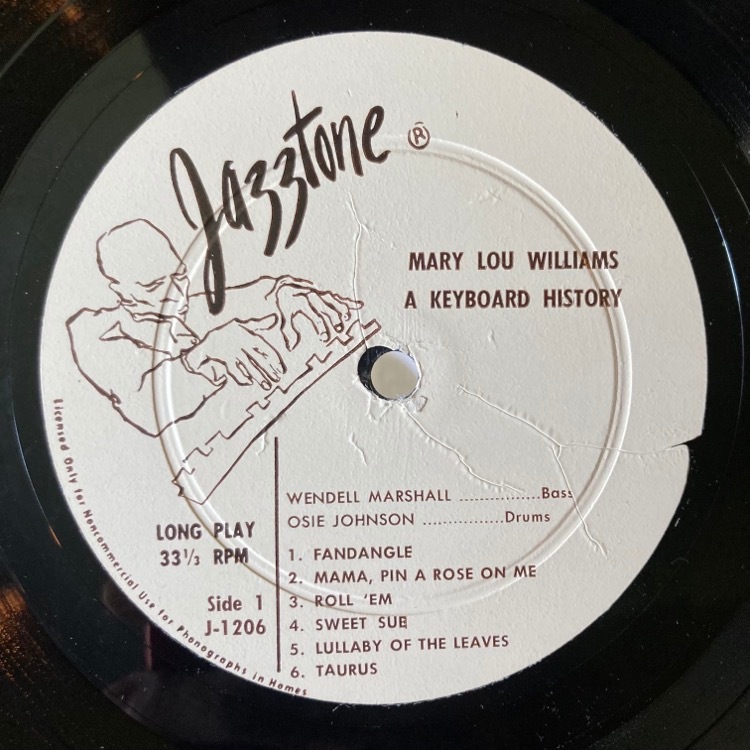 Jazztone ®
MARY LOU WILLIAMS
A KEYBOARD HISTORY
WENDELL MARSHALL ................Bass
OSIE JOHNSON ................Drums
LONG PLAY
33⅓ RPM
Side 1
J-1206
1. FANDANGLE
2. MAMA, PIN A ROSE ON ME
3. ROLL 'EM
4. SWEET SUE
5. LULLABY OF THE LEAVES
6. TAURUS
Licensed Only for Noncommercial Use for Phonographs in Homes